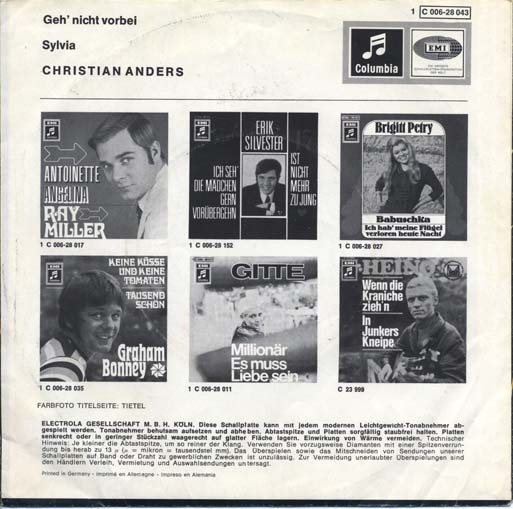 Geh' nicht vorbei
Sylvia
CHRISTIAN ANDERS
1 C 006-28 043
Columbia
EMI
ANTOINETTE
ANGELINA
RAY
MILLER
1 C 006-28 017
ERIK
SILVESTER
ICH SEH'
DIE MÄDCHEN
GERN
VORÜBERGEHN
IST
NICHT
MEHR
ZU JUNG
1 C 006-28 152
Brigitt Petry
Babuschka
Ich hab' meine Flügel
verloren heute Nacht
1 C 006-28 027
KEINE KÜSSE
UND KEINE
TOMATEN
TAUSEND
SCHÖN
Graham
Bonney
1 C 006-28 035
GITTE
Millionär
Es muss
Liebe sein
1 C 006-28 011
HEINO
Wenn die
Kraniche
zieh'n
In
Junkers
Kneipe
C 23 999
FARBFOTO TITELSEITE: TIETEL
ELECTROLA GESELLSCHAFT M. B. H. KÖLN. Diese Schallplatte kann mit jedem modernen Leichtgewicht-Tonabnehmer ab-
gespielt werden. Tonabnehmer behutsam aufsetzen und abheben. Abtastspitze und Platten sorgfältig staubfrei halten. Platten
senkrecht oder in geringer Stückzahl waagerecht auf glatter Fläche lagern. Einwirkung von Wärme vermeiden. Technischer
Hinweis: Je kleiner die Abtastspitze, um so reiner der Klang. Verwenden Sie vorzugsweise Diamanten mit einer Spitzenverrun-
dung bis herab zu 13 µ (µ = mikron = tausendstel mm). Das Überspielen sowie das Mitschneiden von Sendungen unserer
Schallplatten auf Band oder Draht zu gewerblichen Zwecken ist unzulässig. Zur Vermeidung unerlaubter Überspielungen sind
den Händlern Verleih, Vermietung und Auswahlsendungen untersagt.
Printed in Germany - Imprimé en Allemagne - Impreso en Alemania